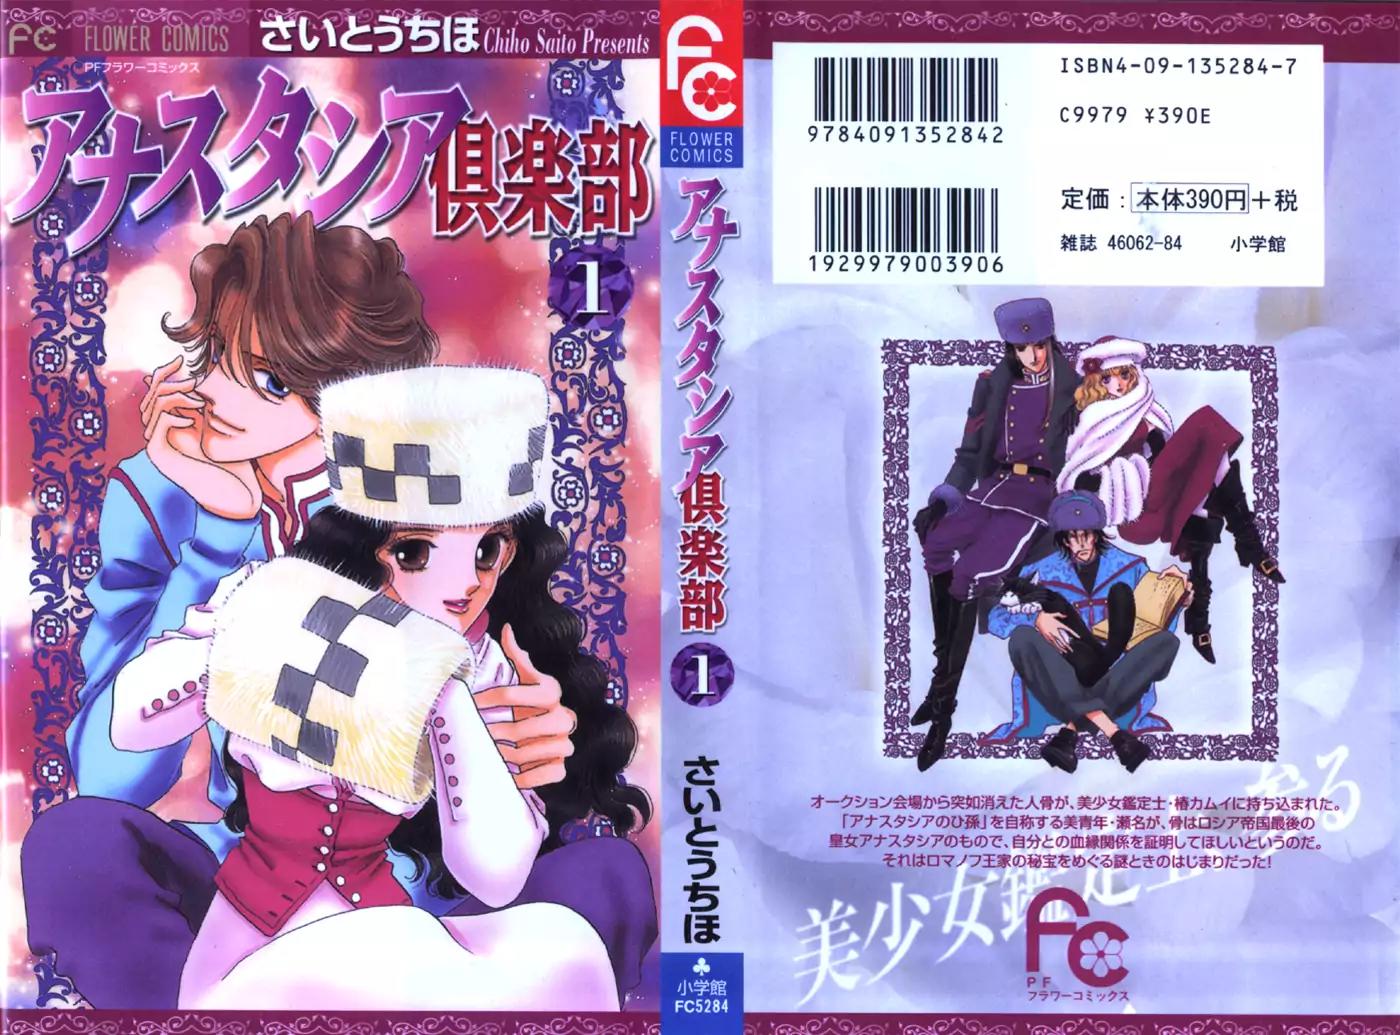 FC
FLOWER COMICS
PFフラワーコミックス
さいとうちほ
Chiho Saito Presents
アナスタシア倶楽部
1
FC
FLOWER
COMICS
アナスタシア倶楽部
1
さいとうちほ
小学館
FC5284
9784091352842
1929979003906
ISBN4-09-135284-7
C9979 ¥390E
定価：本体390円＋税
雑誌 46062-84 小学館
オークション会場から突如消えた人骨が、美少女鑑定士・椿カムイに持ち込まれた。
「アナスタシアのひ孫」を自称する美青年・瀬名が、骨はロシア帝国最後の
皇女アナスタシアのもので、自分との血縁関係を証明してほしいというのだ。
それはロマノフ王家の秘宝をめぐる謎ときのはじまりだった!
美少女鑑定士参る
FC
PF
フラワーコミックス